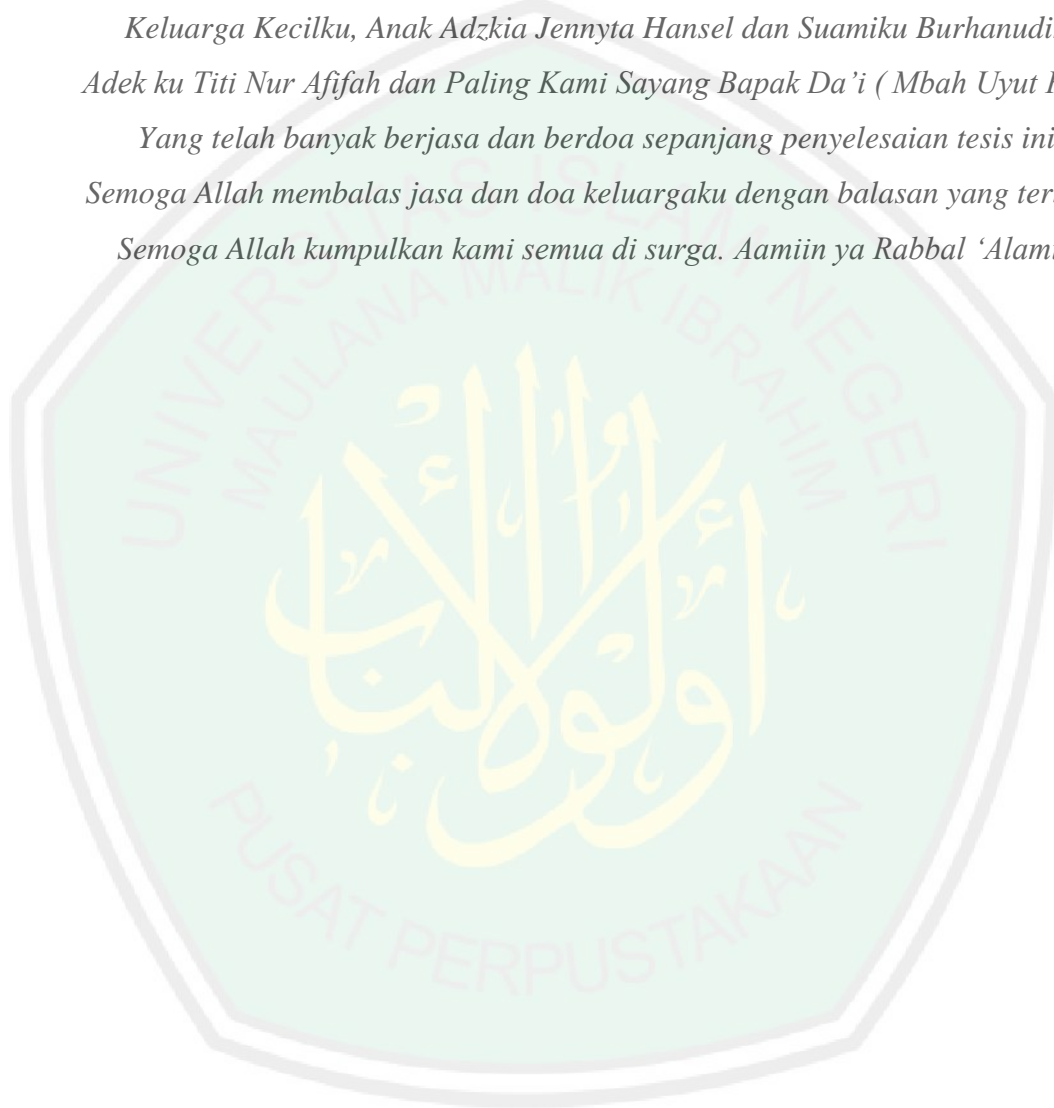 Keluarga Kecilku, Anak Adzkia Jennyta Hansel dan Suamiku
Adek ku Titi Nur Afifah dan Paling Kami Sayang Bapak Da’i ( Mbah Uyut
Yang telah banyak berjasa dan berdoa sepanjang penyelesaian tesis ini
Semoga Allah membalas jasa dan doa keluargaku dengan balasan yang
Semoga Allah kumpulkan kami semua di surga. Aamiin ya Rabbal
UNIVERSITAS ISLAM NEGERI
MAULANA MALIK IBRAHIM
PUSAT PERPUSTAKAAN